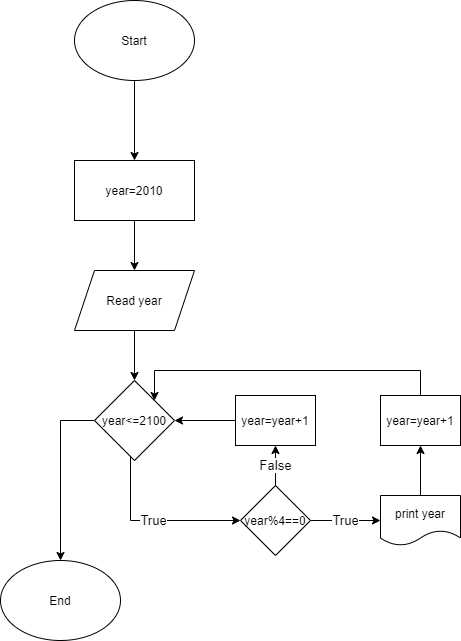 Start
year=2010
Read year
year<=2100
year=year+1
year=year+1
False
True
year%4==0
True
print year
End